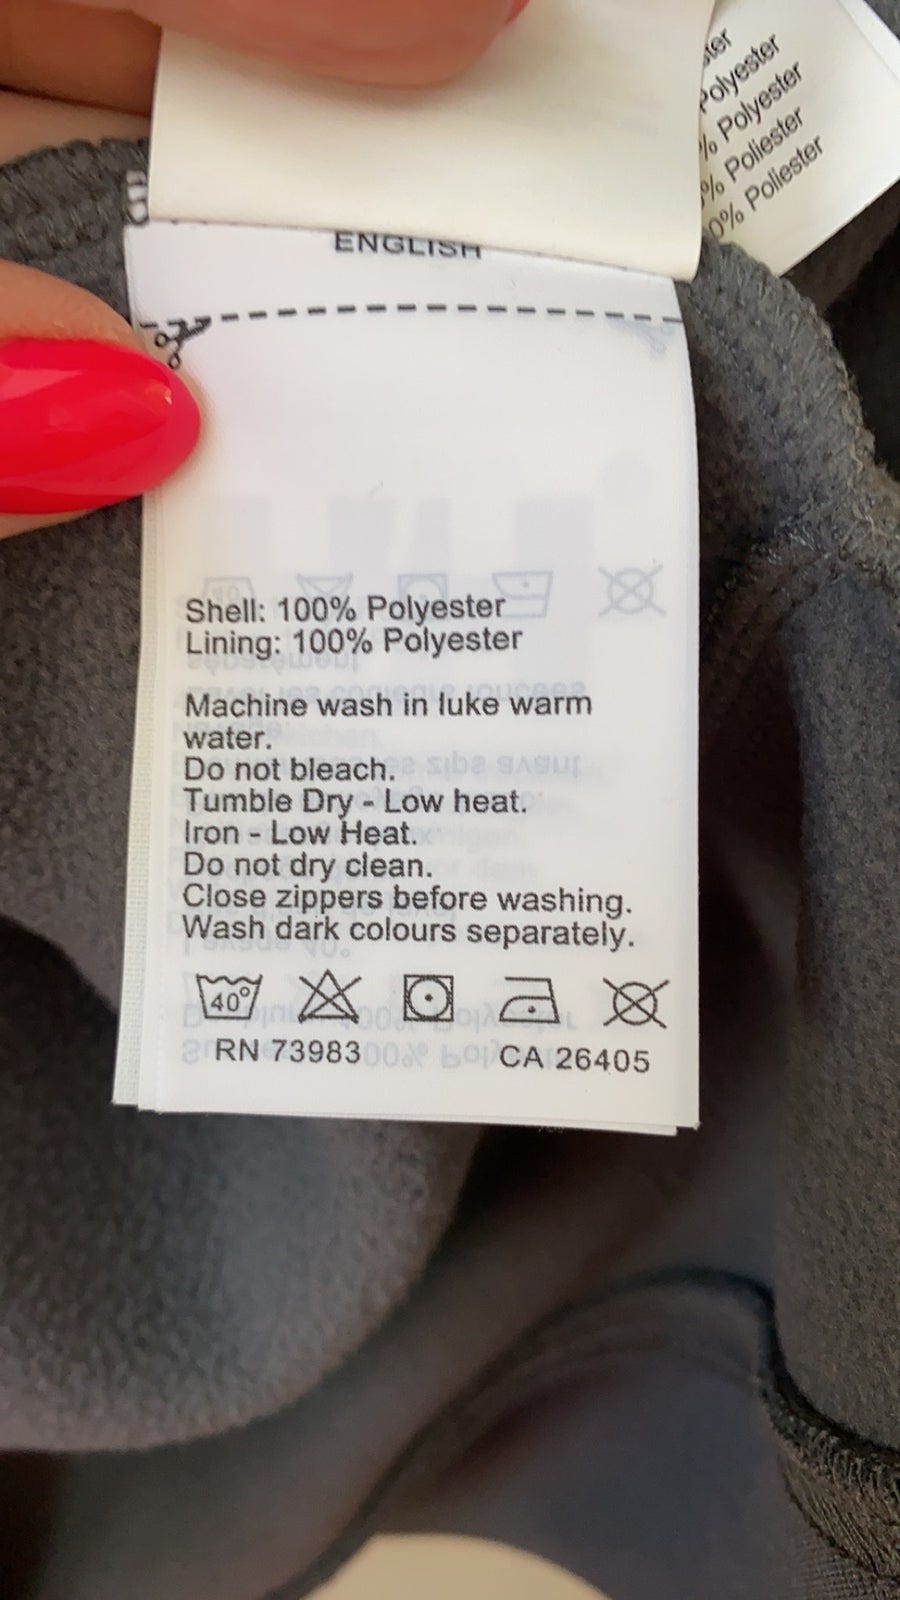 Polyester
% Polyester
% Poliester
0% Poliester
ENGLISH
Shell: 100% Polyester
Lining: 100% Polyester
Machine wash in luke warm
water.
Do not bleach.
Tumble Dry - Low heat.
Iron - Low Heat.
Do not dry clean.
Close zippers before washing.
Wash dark colours separately.
40°
RN 73983 CA 26405